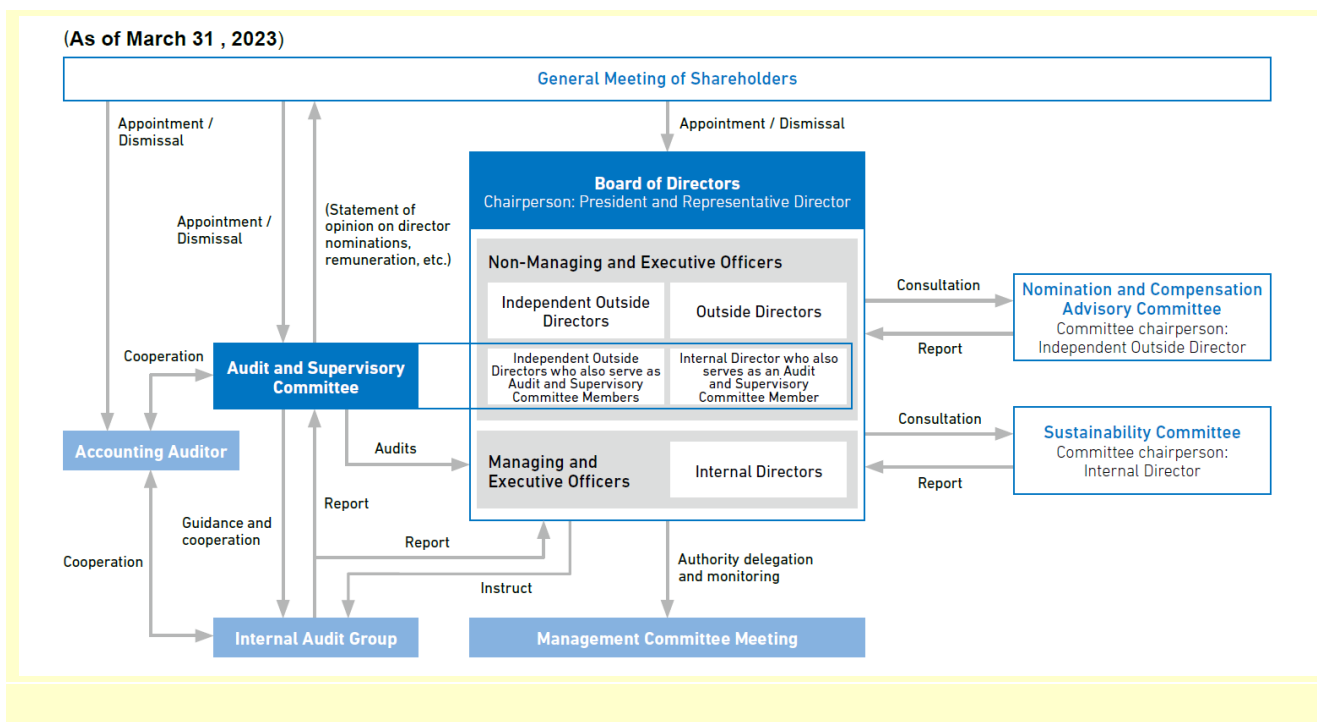 (As of March 31 , 2023)
General Meeting of Shareholders
Appointment /
Dismissal
Appointment /
Dismissal
(Statement of
opinion on director
nominations,
remuneration, etc.)
Appointment / Dismissal
Board of Directors
Chairperson: President and Representative Director
Non-Managing and Executive Officers
Independent Outside
Directors
Outside Directors
Independent Outside
Directors who also serve as
Audit and Supervisory
Committee Members
Internal Director who also
serves as an Audit
and Supervisory
Committee Member
Managing and
Executive Officers
Internal Directors
Consultation
Report
Nomination and Compensation
Advisory Committee
Committee chairperson:
Independent Outside Director
Consultation
Report
Sustainability Committee
Committee chairperson:
Internal Director
Cooperation
Audit and Supervisory
Committee
Accounting Auditor
Audits
Report
Guidance and
cooperation
Cooperation
Report
Instruct
Authority delegation
and monitoring
Internal Audit Group
Management Committee Meeting